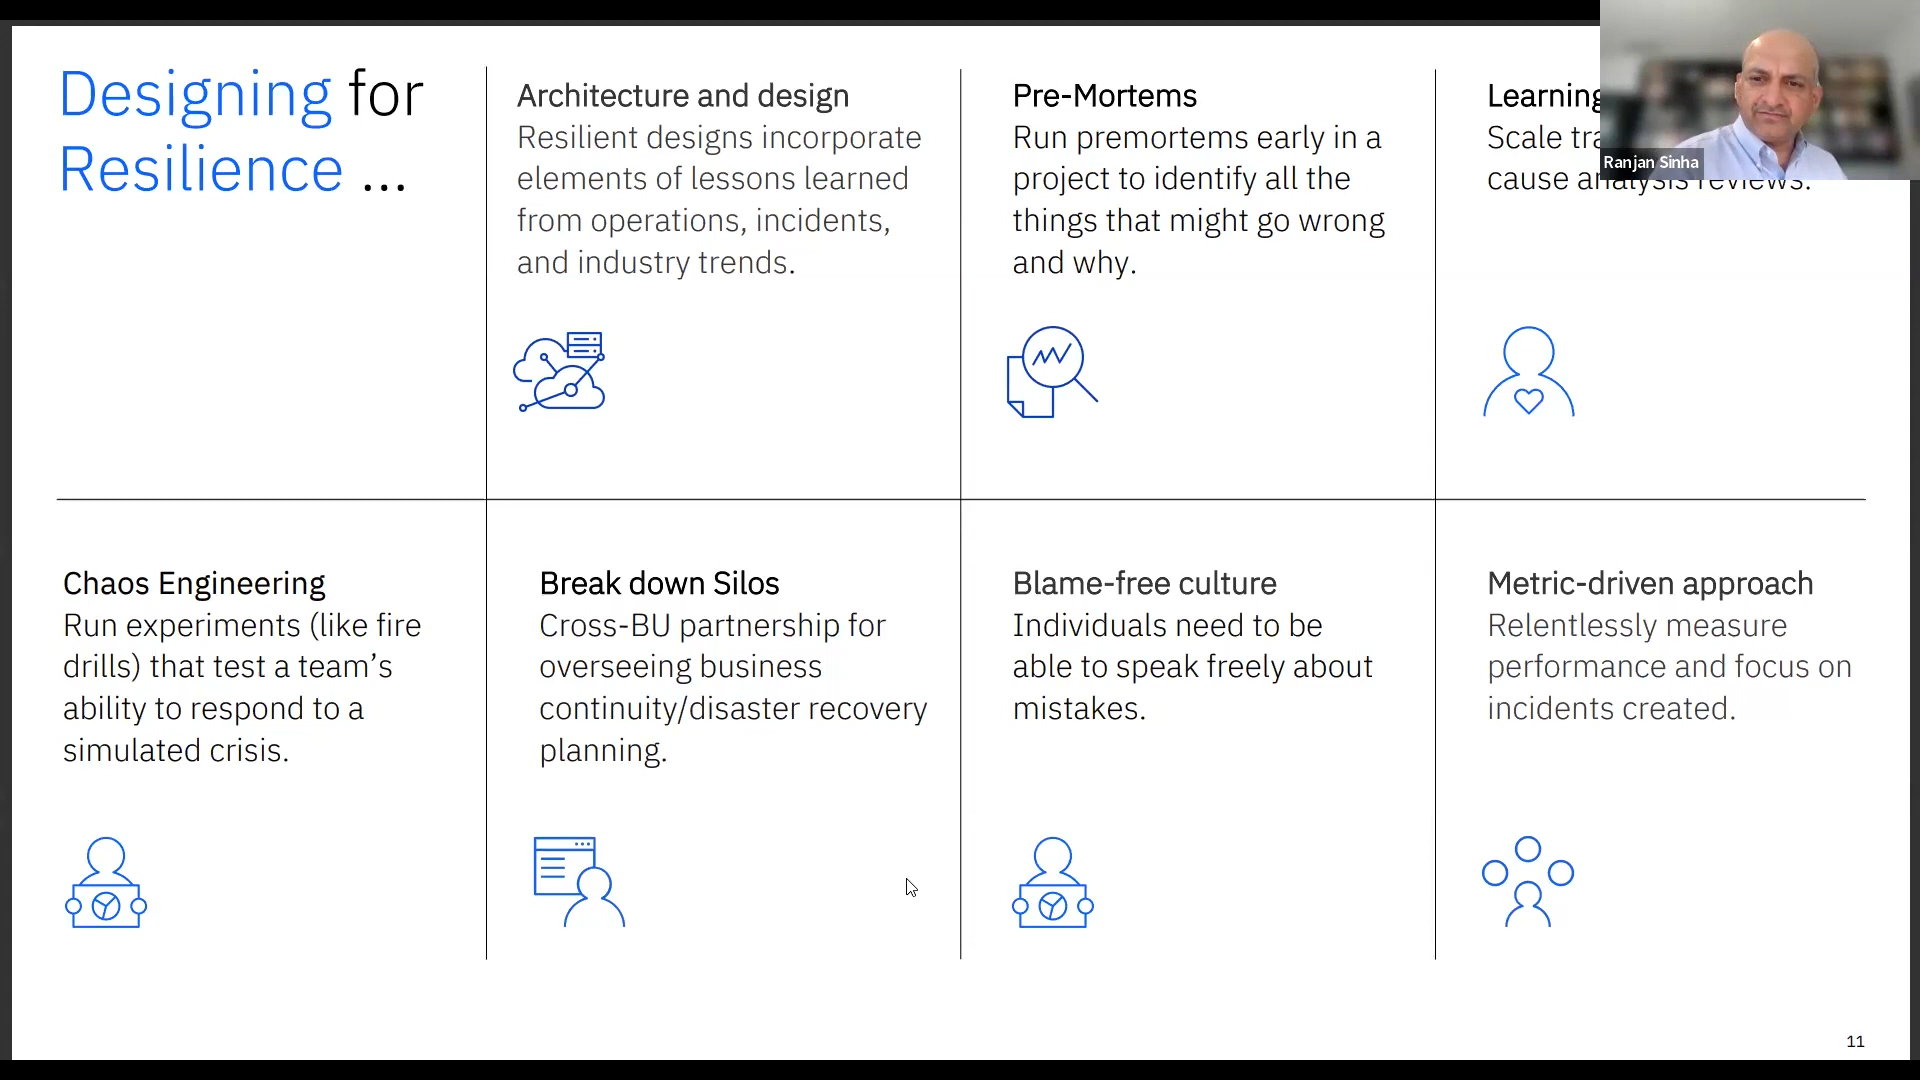 Designing for
Resilience ...
Architecture and design
Resilient designs incorporate
elements of lessons learned
from operations, incidents,
and industry trends.
Pre-Mortems
Run premortems early in a
project to identify all the
things that might go wrong
and why.
Learning
Scale
cause analysis reviews.
Ranjan Sinha
Chaos Engineering
Run experiments (like fire
drills) that test a team’s
ability to respond to a
simulated crisis.
Break down Silos
Cross-BU partnership for
overseeing business
continuity/disaster recovery
planning.
Blame-free culture
Individuals need to be
able to speak freely about
mistakes.
Metric-driven approach
Relentlessly measure
performance and focus on
incidents created.
11